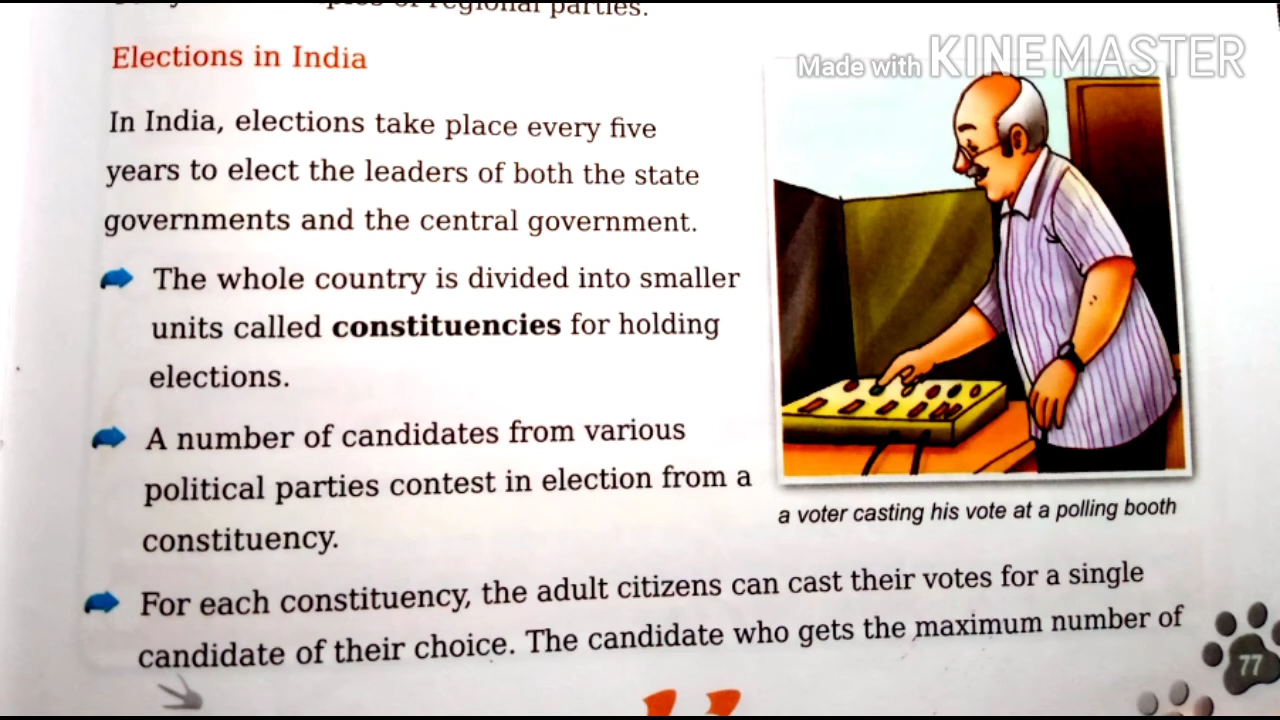 of regional parties.
Made with KINEMASTER
Elections in India
In India, elections take place every five
years to elect the leaders of both the state
governments and the central government.
The whole country is divided into smaller
units called constituencies for holding
elections.
A number of candidates from various
political parties contest in election from a
constituency.
a voter casting his vote at a polling booth
For each constituency, the adult citizens can cast their votes for a single
candidate of their choice. The candidate who gets the maximum number of
77